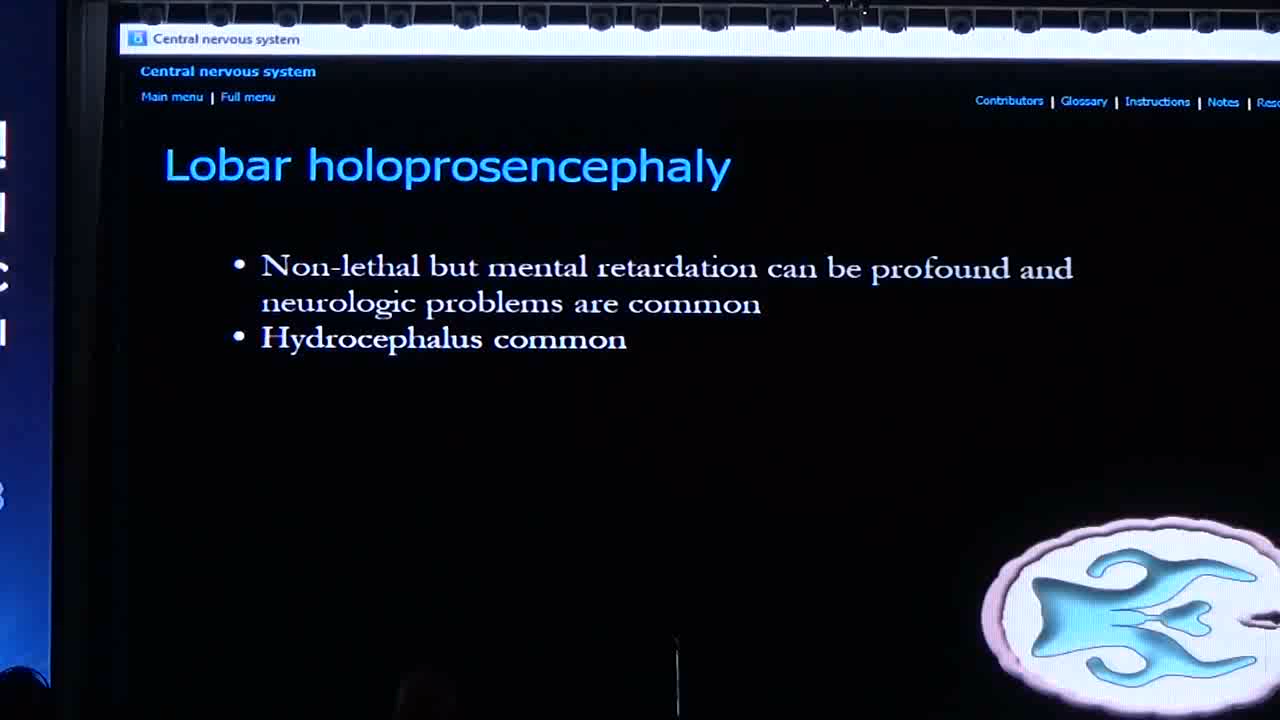 Central nervous system
Central nervous system
Main menu | Full menu
Contributors | Glossary | Instructions | Notes |
Lobar holoprosencephaly
• Non-lethal but mental retardation can be profound and
neurologic problems are common
• Hydrocephalus common